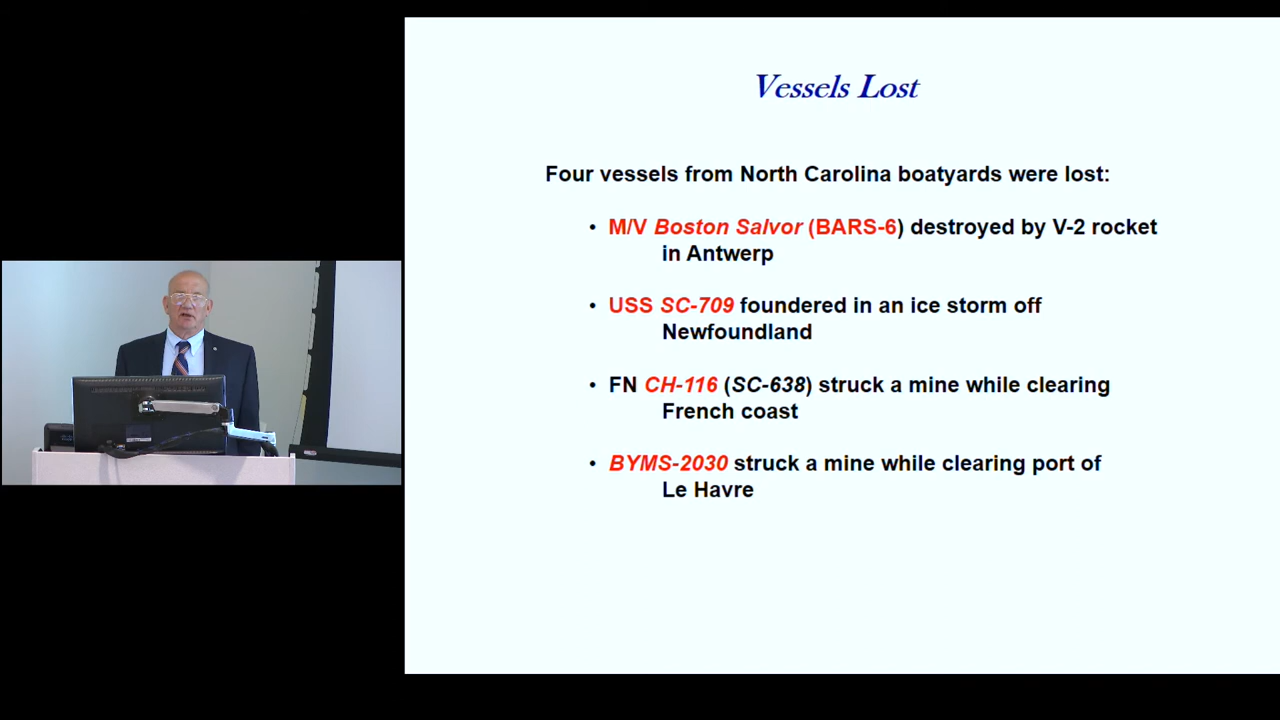 Vessels Lost
Four vessels from North Carolina boatyards were lost:
• M/V Boston Salvor (BARS-6) destroyed by V-2 rocket
in Antwerp
• USS SC-709 foundered in an ice storm off
Newfoundland
• FN CH-116 (SC-638) struck a mine while clearing
French coast
• BYMS-2030 struck a mine while clearing port of
Le Havre